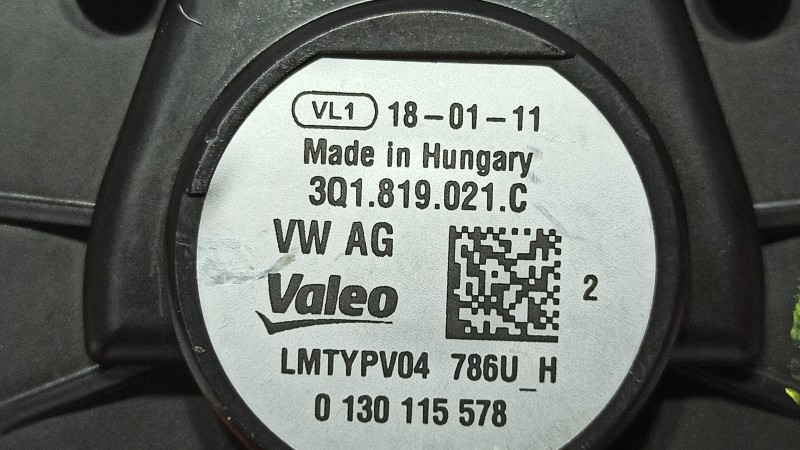 VL1 18-01-11
Made in Hungary
3Q1.819.021.C
VW AG
2
Valeo
LMTYPV04 786U_H
0 130 115 578